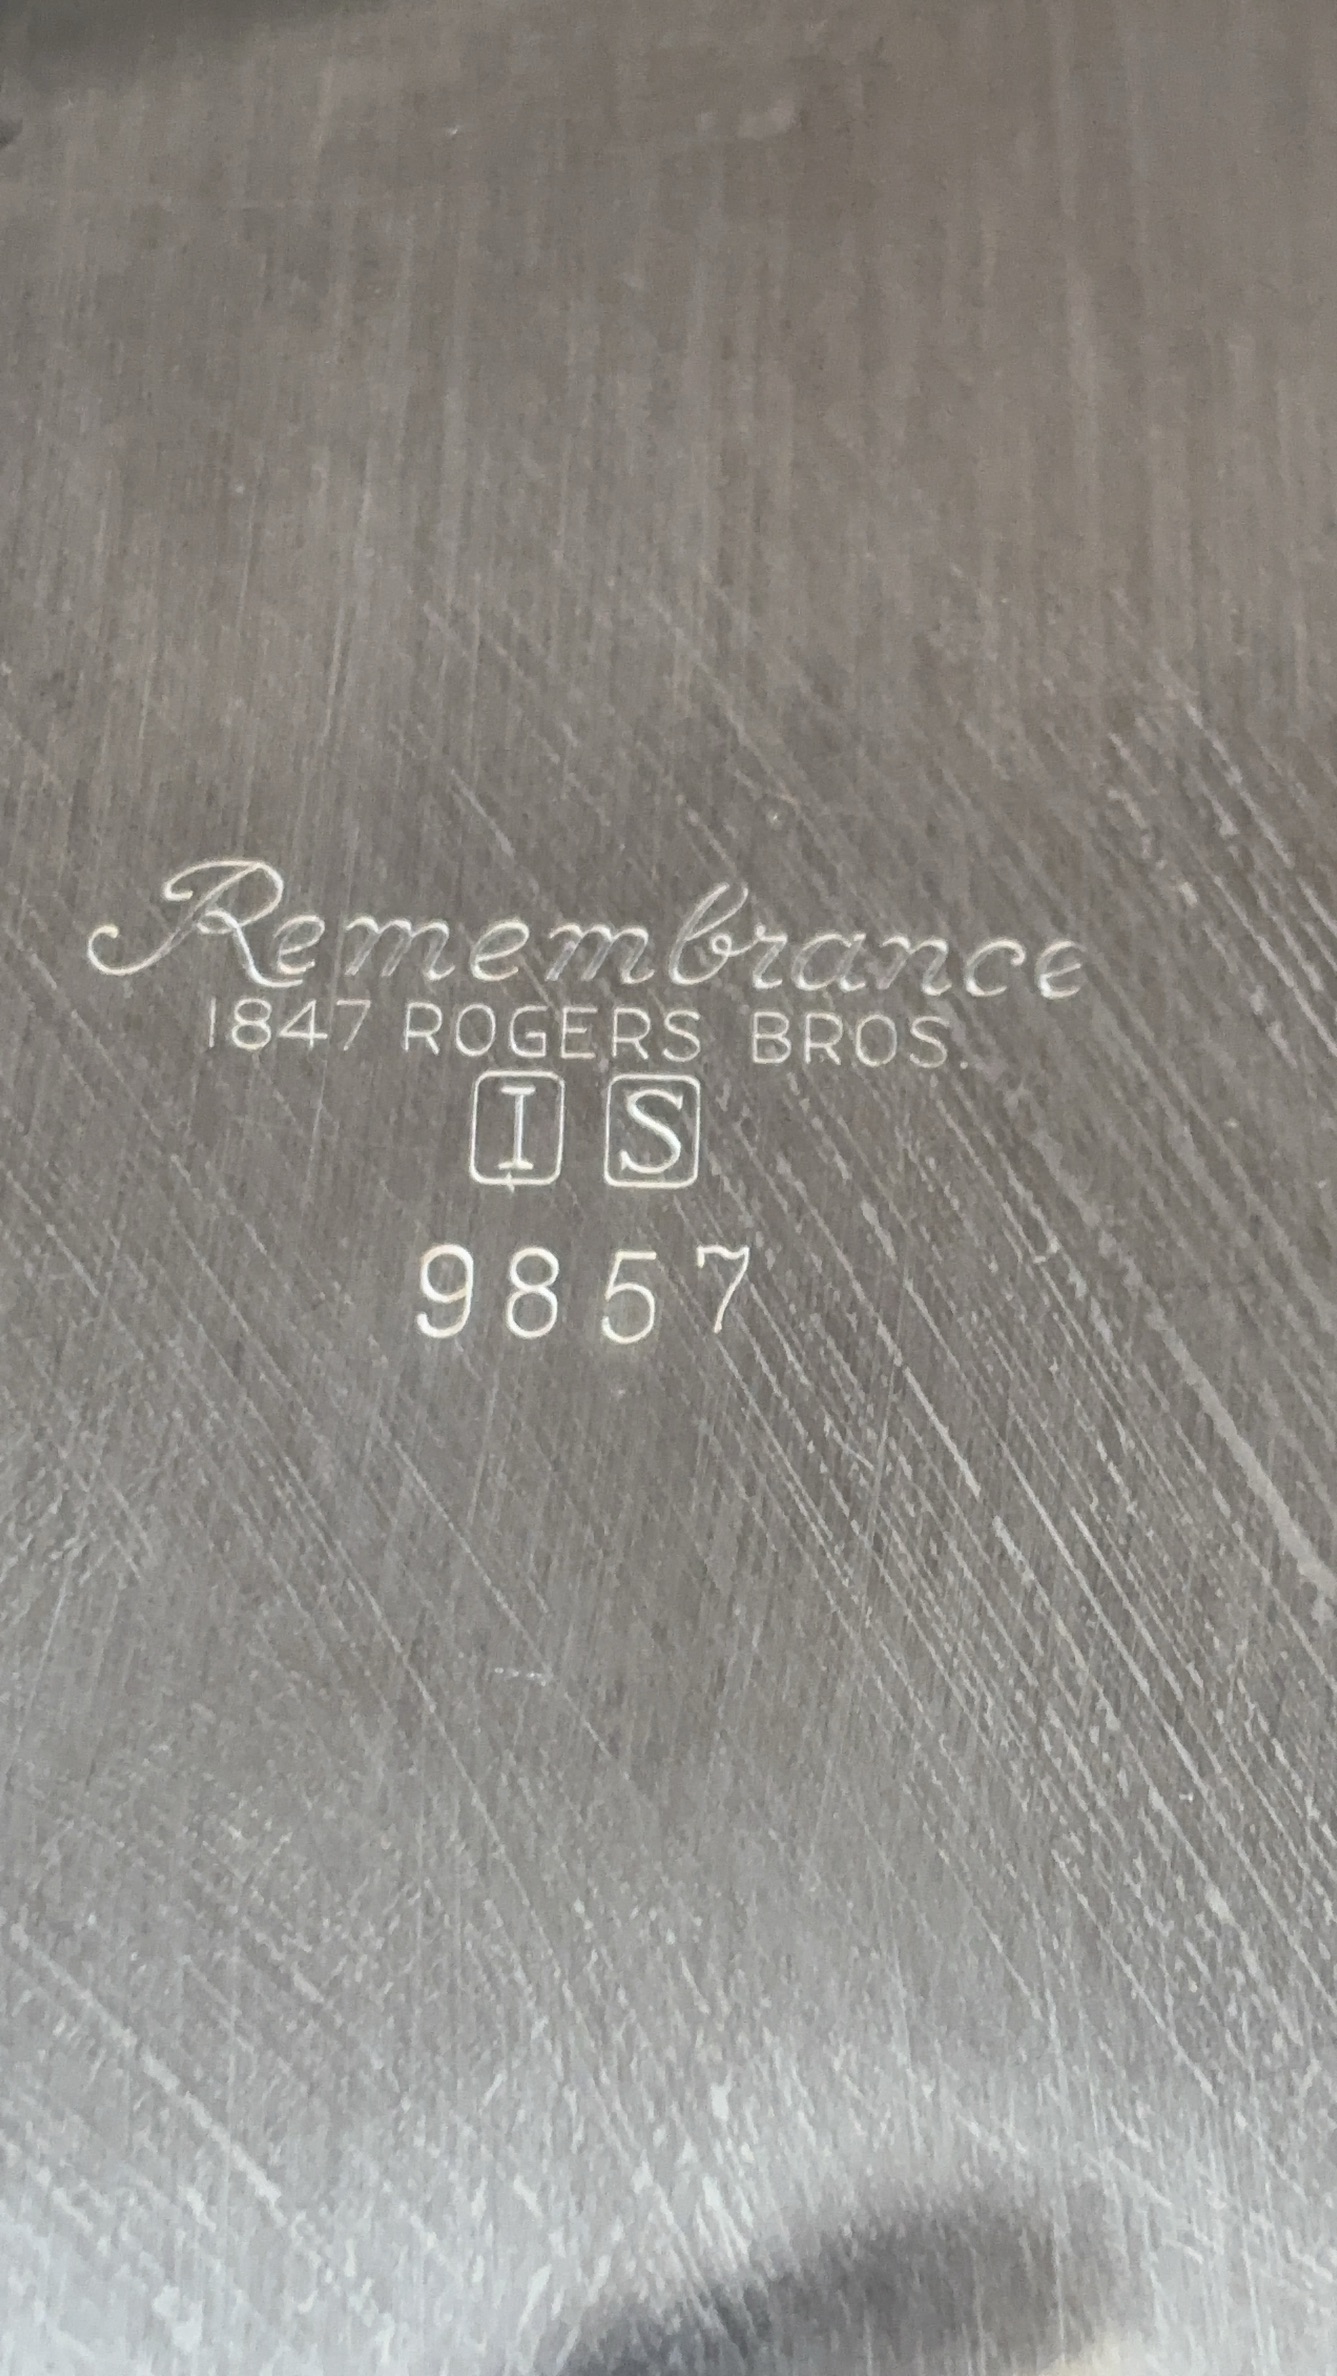 Remembrance
1847 ROGERS BROS.
I S
9857